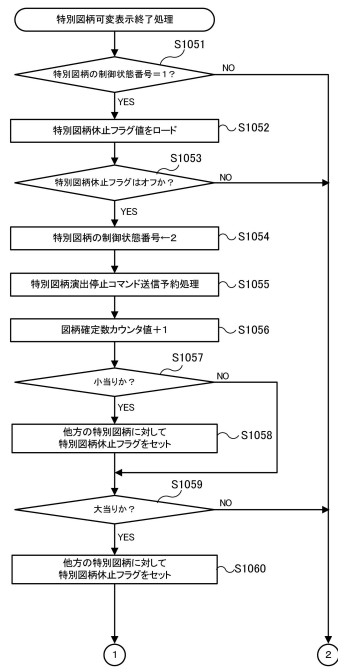 特別図柄可変表示終了処理
S1051
特別図柄の制御状態番号＝1？
NO
YES
特別図柄休止フラグ値をロード
S1052
S1053
特別図柄休止フラグはオフか？
NO
YES
特別図柄の制御状態番号←2
S1054
特別図柄演出停止コマンド送信予約処理
S1055
図柄確定数カウンタ値＋1
S1056
S1057
小当りか？
NO
YES
他方の特別図柄に対して
特別図柄休止フラグをセット
S1058
S1059
大当りか？
NO
YES
他方の特別図柄に対して
特別図柄休止フラグをセット
S1060
1
2